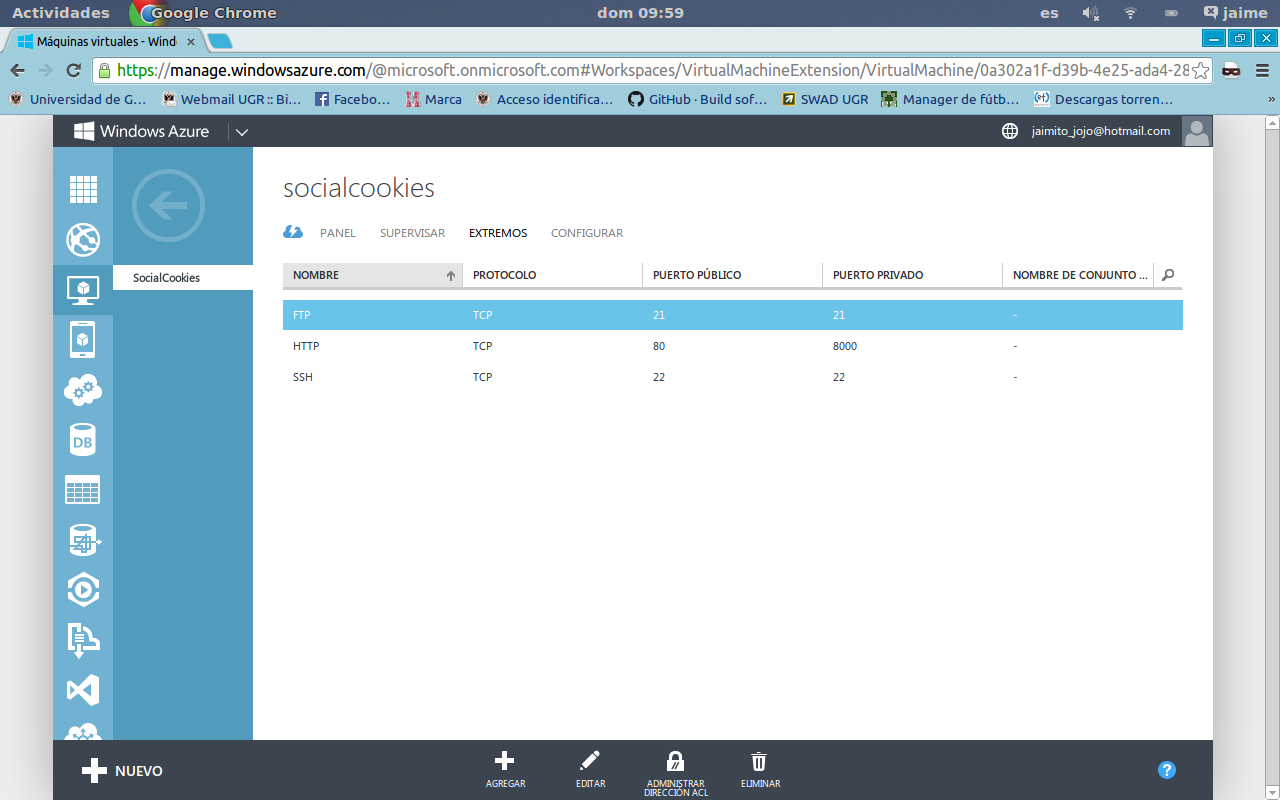 Actividades Google Chrome dom 09:59 es jaime
Máquinas virtuales - Wind
https://manage.windowsazure.com/@microsoft.onmicrosoft.com#Workspaces/VirtualMachineExtension/VirtualMachine/0a302a1f-d39b-4e25-ada4-28
Universidad de G... Webmail UGR :: Bi... Facebo... Marca Acceso identifica... GitHub · Build sof... SWAD UGR Manager de fútb... Descargas torren... »
Windows Azure jaimito_jojo@hotmail.com
socialcookies
PANEL SUPERVISAR EXTREMOS CONFIGURAR
SocialCookies
NOMBRE PROTOCOLO PUERTO PÚBLICO PUERTO PRIVADO NOMBRE DE CONJUNTO ...
FTP TCP 21 21 -
HTTP TCP 80 8000 -
SSH TCP 22 22 -
DB
NUEVO
AGREGAR
EDITAR
ADMINISTRAR
DIRECCIÓN ACL
ELIMINAR
?